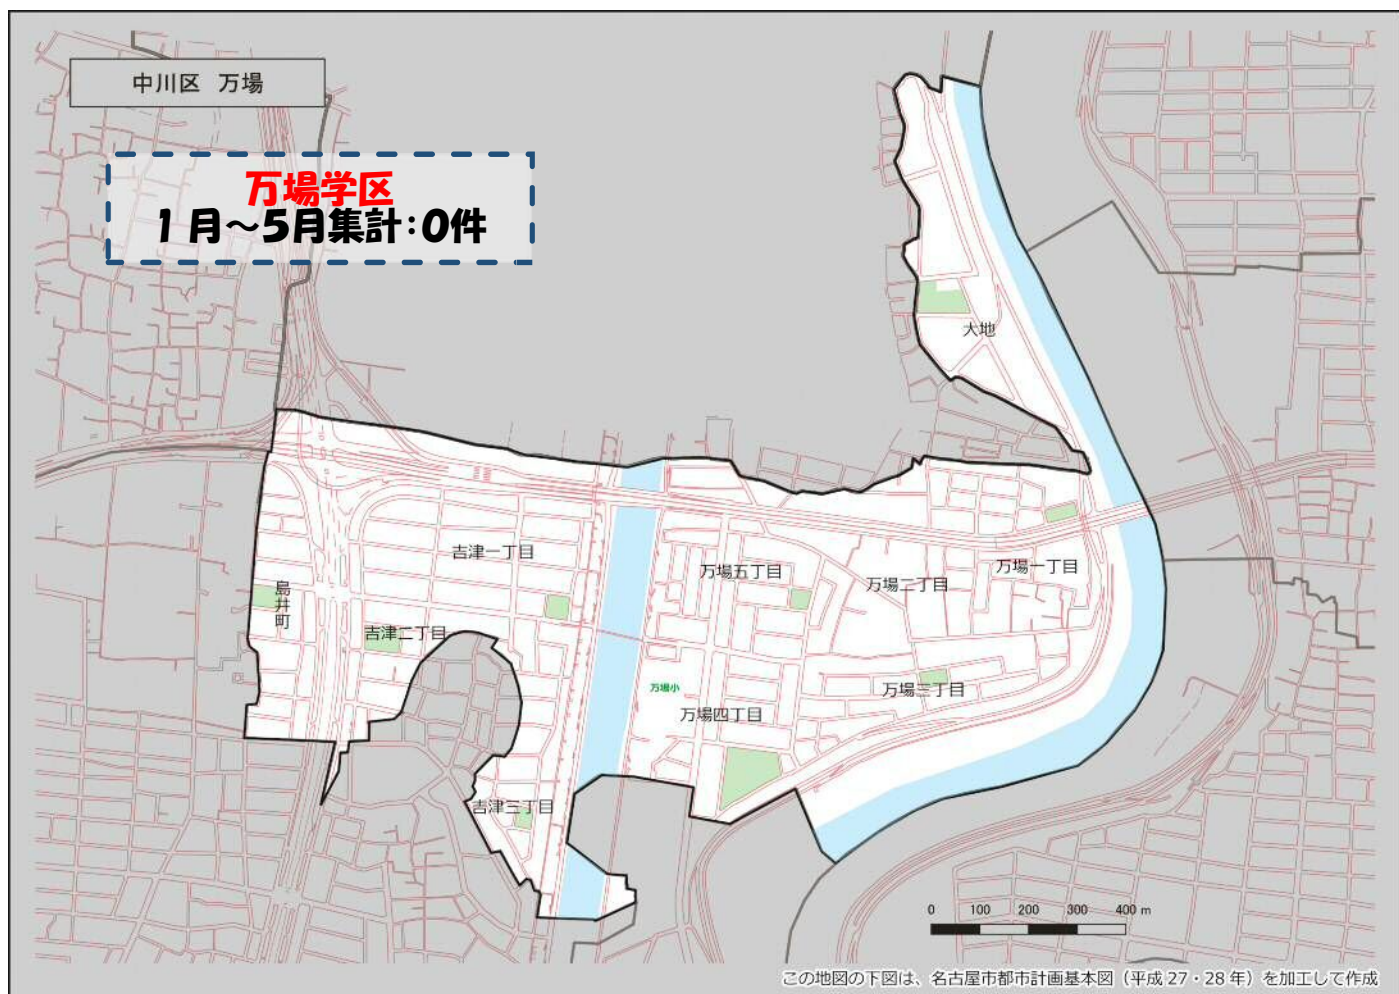 中川区 万場
万場学区
1月～5月集計:0件
大地
吉津一丁目
万場五丁目
万場二丁目
万場一丁目
島井町
吉津二丁目
万場小
万場四丁目
万場三丁目
吉津三丁目
0 100 200 300 400 m
この地図の下図は、名古屋市都市計画基本図（平成 27・28 年）を加工して作成